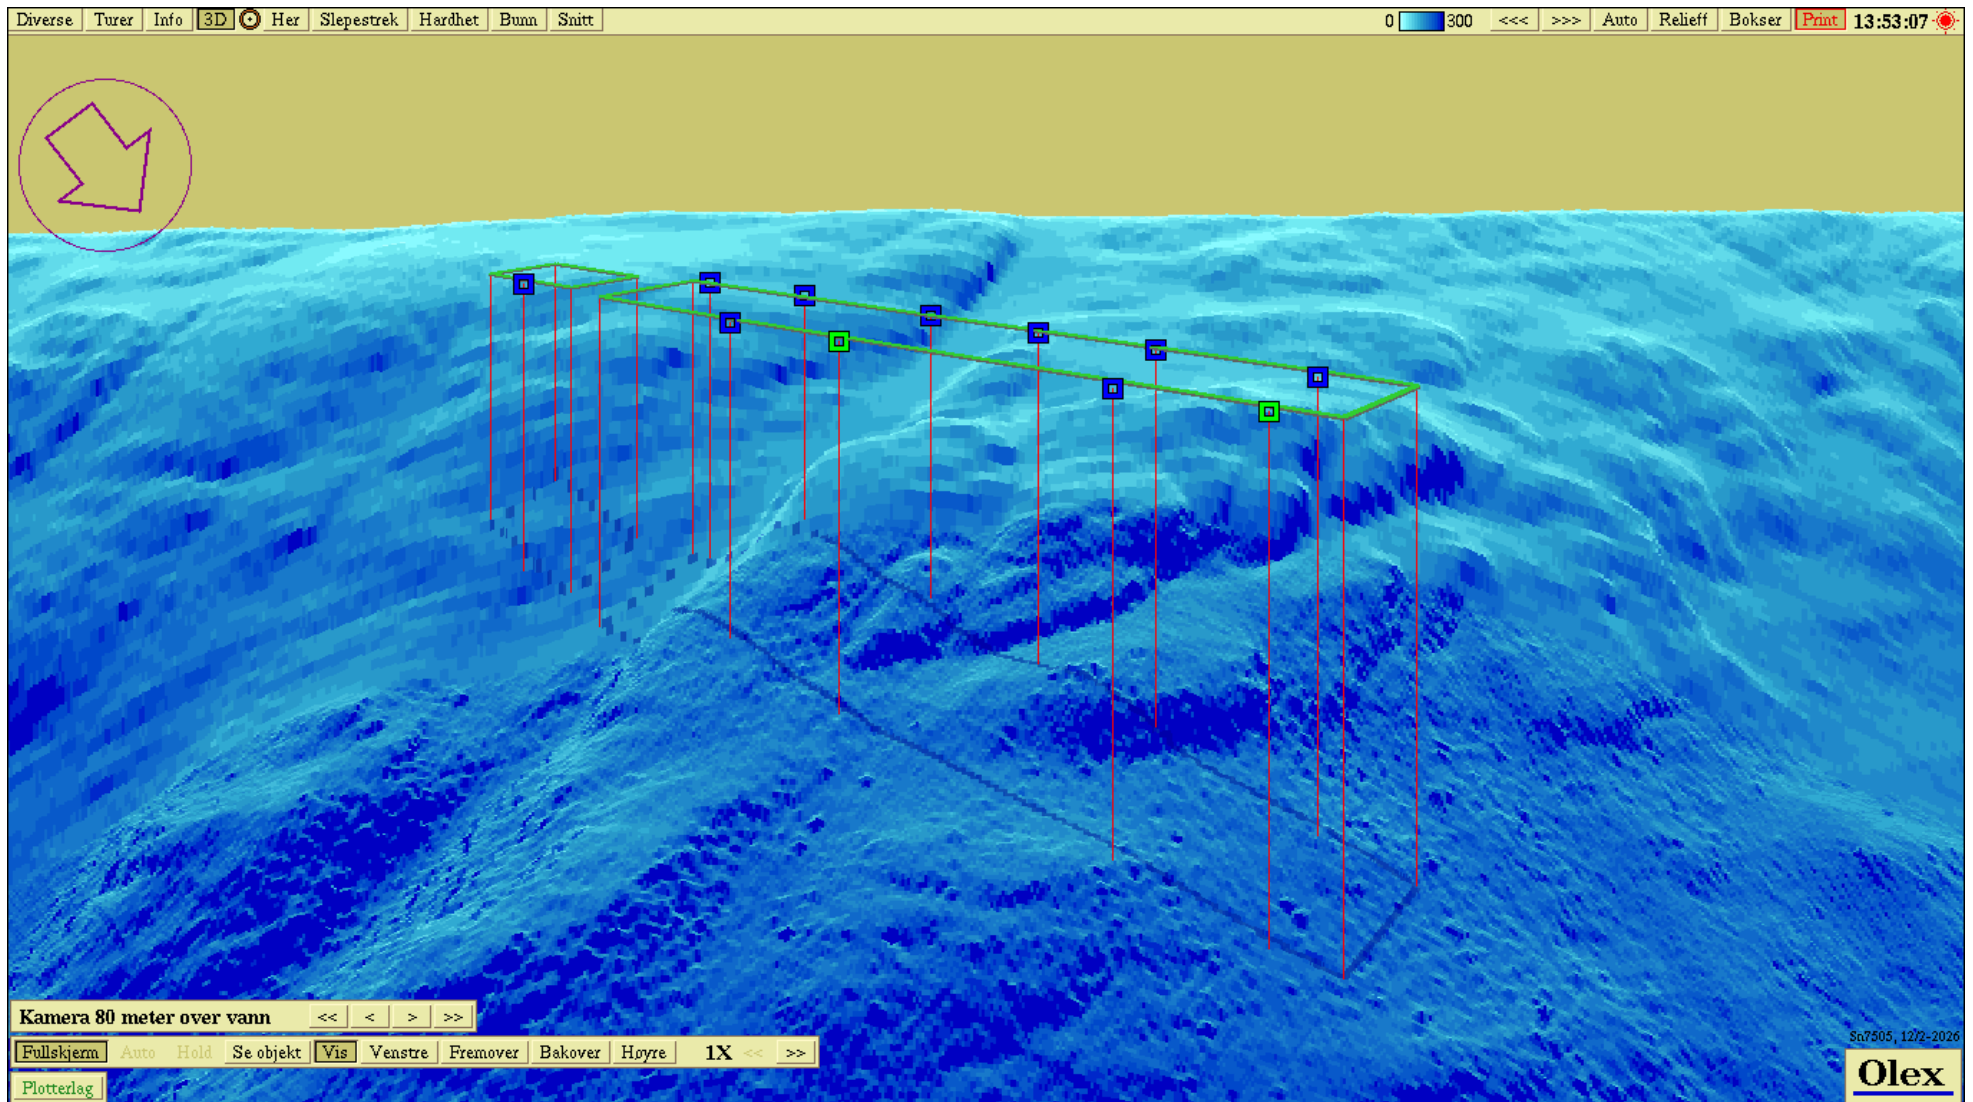 Diverse Turer Info 3D Her Slepestrek Hardhet Bunn Snitt 0 300 <<< >>> Auto Relieff Bokser Print 13:53:07
Kamera 80 meter over vann << < > >>
Sn7505, 12/2-2026
Fullskjerm Auto Hold Se objekt Vis Venstre Fremover Bakover Høyre 1X << >>
Olex
Plotterlag